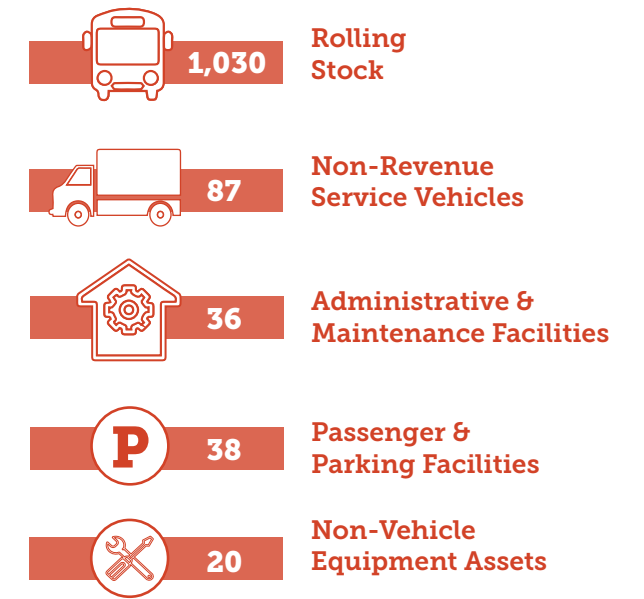 1,030
Rolling
Stock
87
Non-Revenue
Service Vehicles
36
Administrative &
Maintenance Facilities
P
38
Passenger &
Parking Facilities
20
Non-Vehicle
Equipment Assets